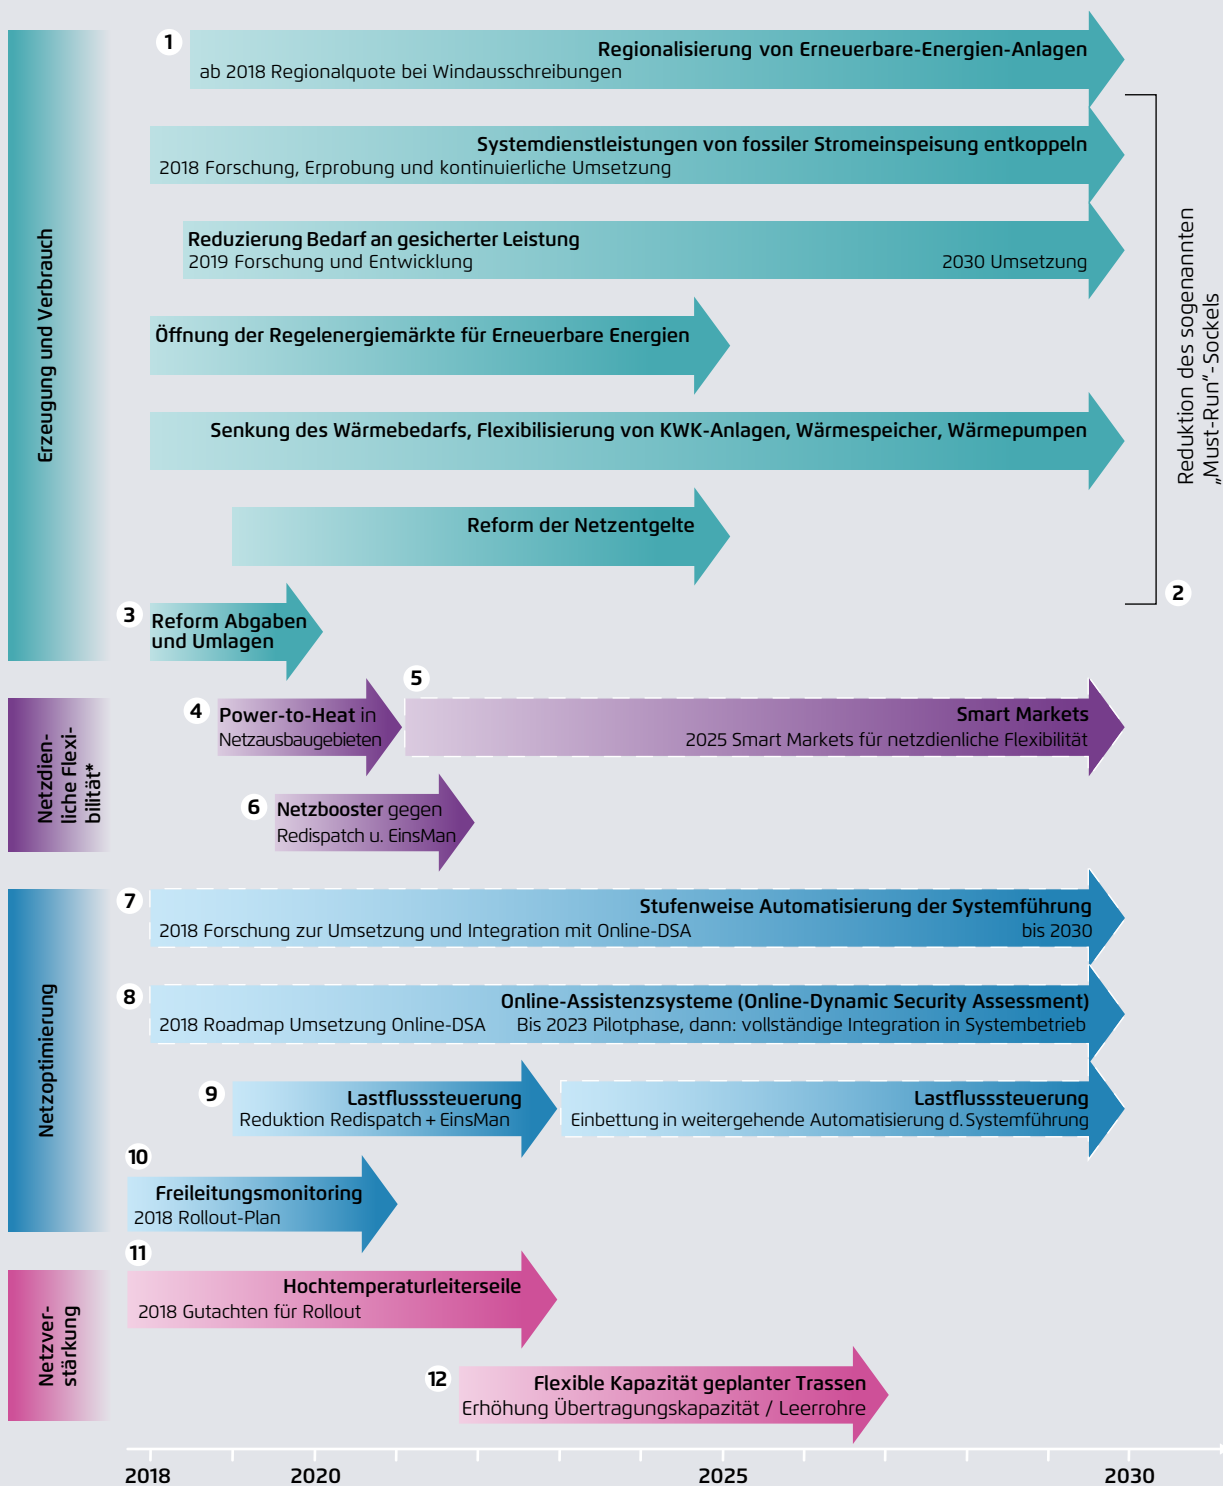 Erzeugung und Verbrauch
1
Regionalisierung von Erneuerbare-Energien-Anlagen
ab 2018 Regionalquote bei Windausschreibungen
Systemdienstleistungen von fossiler Stromeinspeisung entkoppeln
2018 Forschung, Erprobung und kontinuierliche Umsetzung
Reduzierung Bedarf an gesicherter Leistung
2019 Forschung und Entwicklung 2030 Umsetzung
Öffnung der Regelenergiemärkte für Erneuerbare Energien
Senkung des Wärmebedarfs, Flexibilisierung von KWK-Anlagen, Wärmespeicher, Wärmepumpen
Reform der Netzentgelte
Reduktion des sogenannten
„Must-Run"-Sockels
2
3
Reform Abgaben
und Umlagen
Netzdien-
liche Flexi-
bilität*
4
Power-to-Heat in
Netzausbaugebieten
5
Smart Markets
2025 Smart Markets für netzdienliche Flexibilität
6
Netzbooster gegen
Redispatch u. EinsMan
Netzoptimierung
7
Stufenweise Automatisierung der Systemführung
2018 Forschung zur Umsetzung und Integration mit Online-DSA bis 2030
8
Online-Assistenzsysteme (Online-Dynamic Security Assessment)
2018 Roadmap Umsetzung Online-DSA Bis 2023 Pilotphase, dann: vollständige Integration in Systembetrieb
9
Lastflusssteuerung
Reduktion Redispatch + EinsMan
Lastflusssteuerung
Einbettung in weitergehende Automatisierung d. Systemführung
10
Freileitungsmonitoring
2018 Rollout-Plan
Netzver-
stärkung
11
Hochtemperaturleiterseile
2018 Gutachten für Rollout
12
Flexible Kapazität geplanter Trassen
Erhöhung Übertragungskapazität / Leerrohre
2018 2020 2025 2030